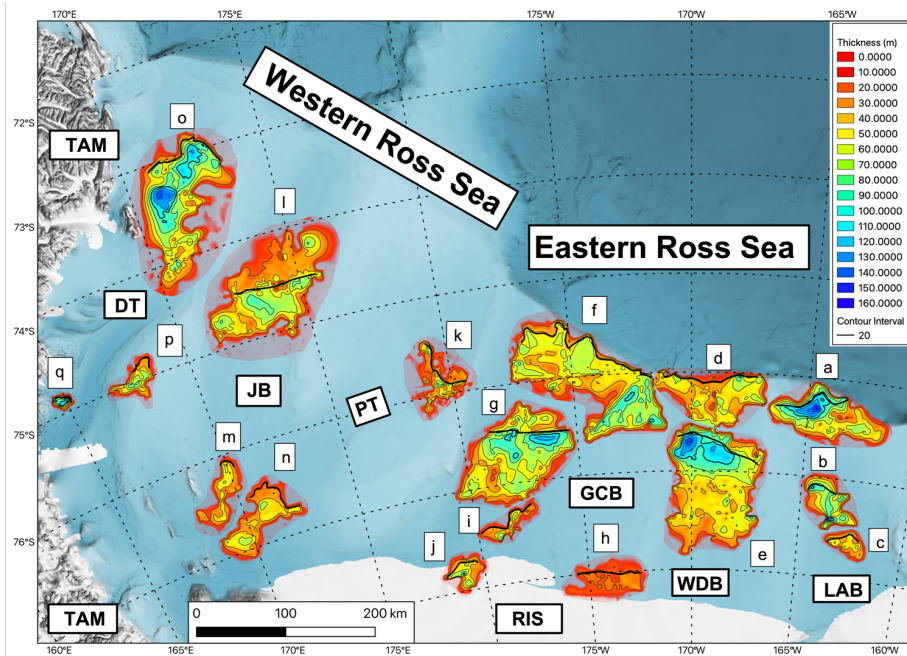 170°E
175°E
175°W
170°W
165°W
Thickness (m)
0.0000
10.0000
20.0000
30.0000
40.0000
50.0000
60.0000
70.0000
80.0000
90.0000
100.0000
110.0000
120.0000
130.0000
140.0000
150.0000
160.0000
Contour Interval
20
Western Ross Sea
Eastern Ross Sea
72°S
73°S
74°S
75°S
76°S
TAM
o
l
DT
p
q
JB
k
PT
f
d
a
g
b
m
n
GCB
i
j
h
e
c
WDB
LAB
RIS
TAM
0 100 200 km
160°E
165°E
170°E
175°E
175°W
170°W
165°W